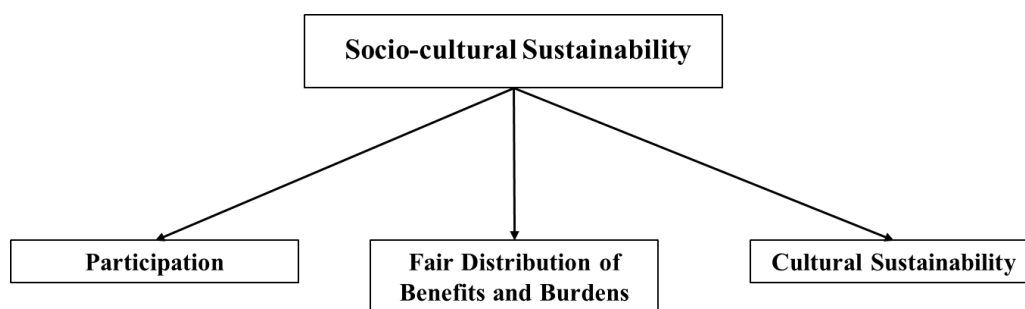 Socio-cultural Sustainability
Participation
Fair Distribution of
Benefits and Burdens
Cultural Sustainability